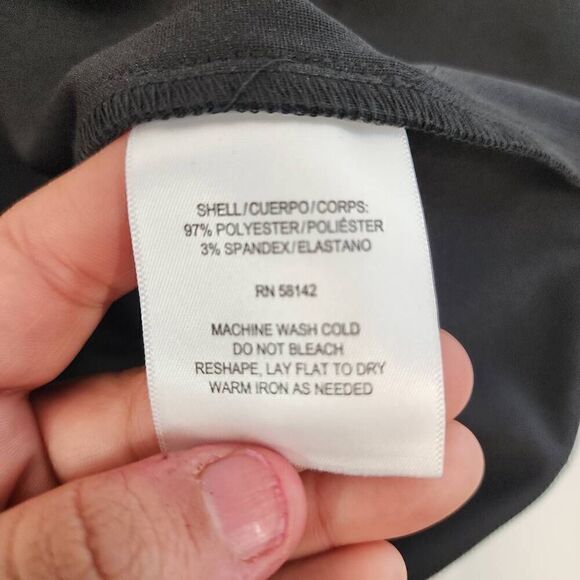 SHELL/CUERPO/CORPS:
97% POLYESTER/POLIÉSTER
3% SPANDEX/ELASTANO
RN 58142
MACHINE WASH COLD
DO NOT BLEACH
RESHAPE, LAY FLAT TO DRY
WARM IRON AS NEEDED